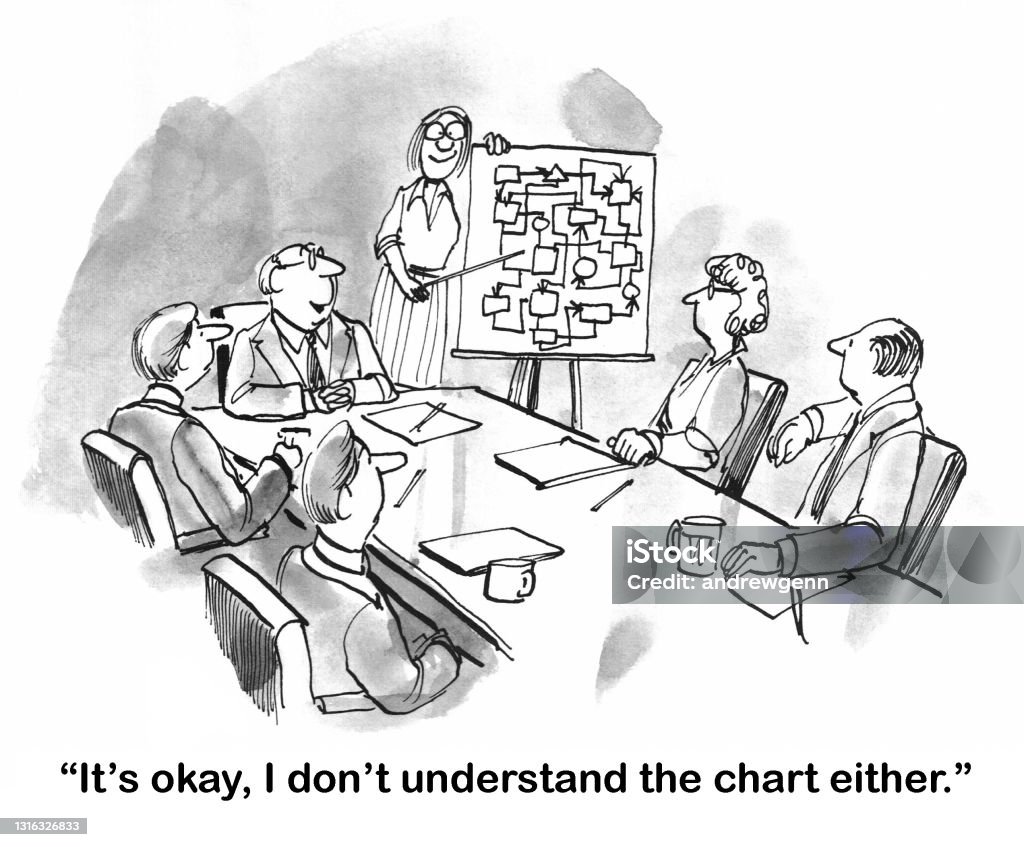 iStock
Credit: andrewgenn
“It’s okay, I don’t understand the chart either.”
1316326833